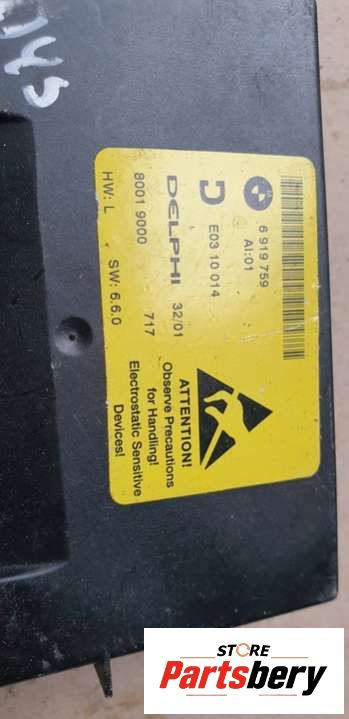 6 919 759
AI:01
E03 10 014
DELPHI 32/01
8001 9000 717
HW: L SW: 6.6.0
ATTENTION!
Observe Precautions
for Handling!
Electrostatic Sensitive
Devices!
STORE
Partsbery